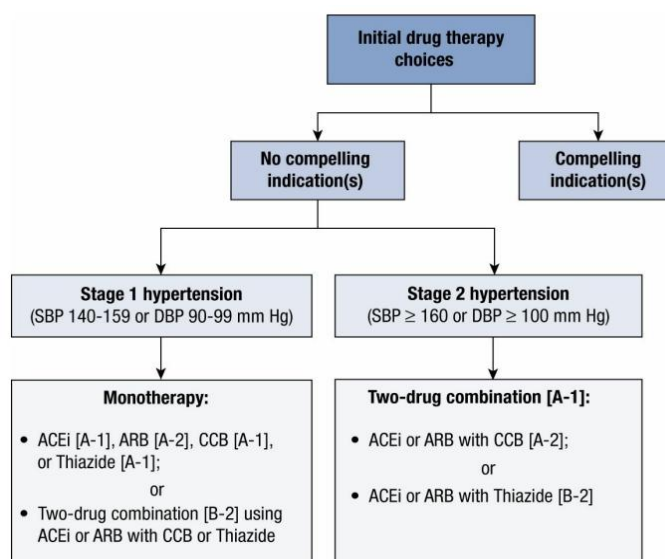 Initial drug therapy
choices
No compelling
indication(s)
Compelling
indication(s)
Stage 1 hypertension
(SBP 140-159 or DBP 90-99 mm Hg)
Stage 2 hypertension
(SBP ≥ 160 or DBP ≥ 100 mm Hg)
Monotherapy:
• ACEi [A-1], ARB [A-2], CCB [A-1],
or Thiazide [A-1];
or
• Two-drug combination [B-2] using
ACEi or ARB with CCB or Thiazide
Two-drug combination [A-1]:
• ACEi or ARB with CCB [A-2];
or
• ACEi or ARB with Thiazide [B-2]